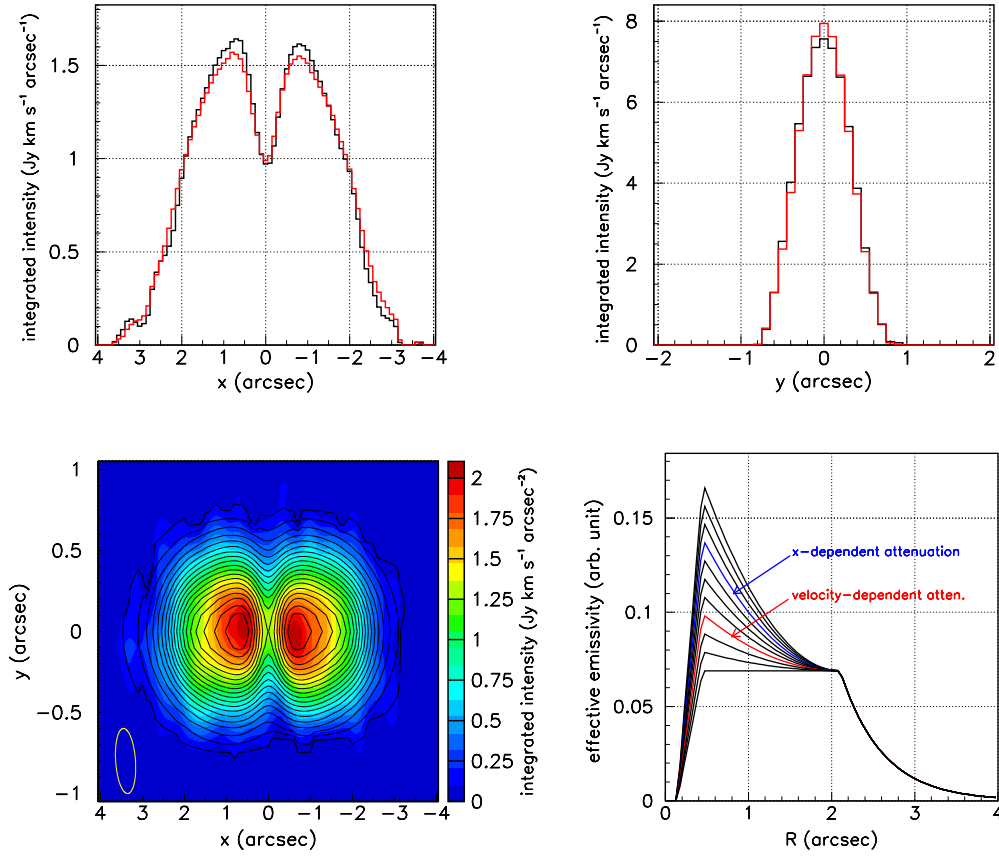 integrated intensity (Jy km s⁻¹ arcsec⁻¹)
1.5
1
0.5
0
4 3 2 1 0 −1 −2 −3 −4
x (arcsec)
integrated intensity (Jy km s⁻¹ arcsec⁻¹)
8
6
4
2
0
−2 −1 0 1 2
y (arcsec)
y (arcsec)
1
0.5
0
−0.5
−1
4 3 2 1 0 −1 −2 −3 −4
x (arcsec)
2
1.75
1.5
1.25
1
0.75
0.5
0.25
0
integrated intensity (Jy km s⁻¹ arcsec⁻²)
effective emissivity (arb. unit)
0.15
0.1
0.05
0
x−dependent attenuation
velocity−dependent atten.
0 1 2 3 4
R (arcsec)